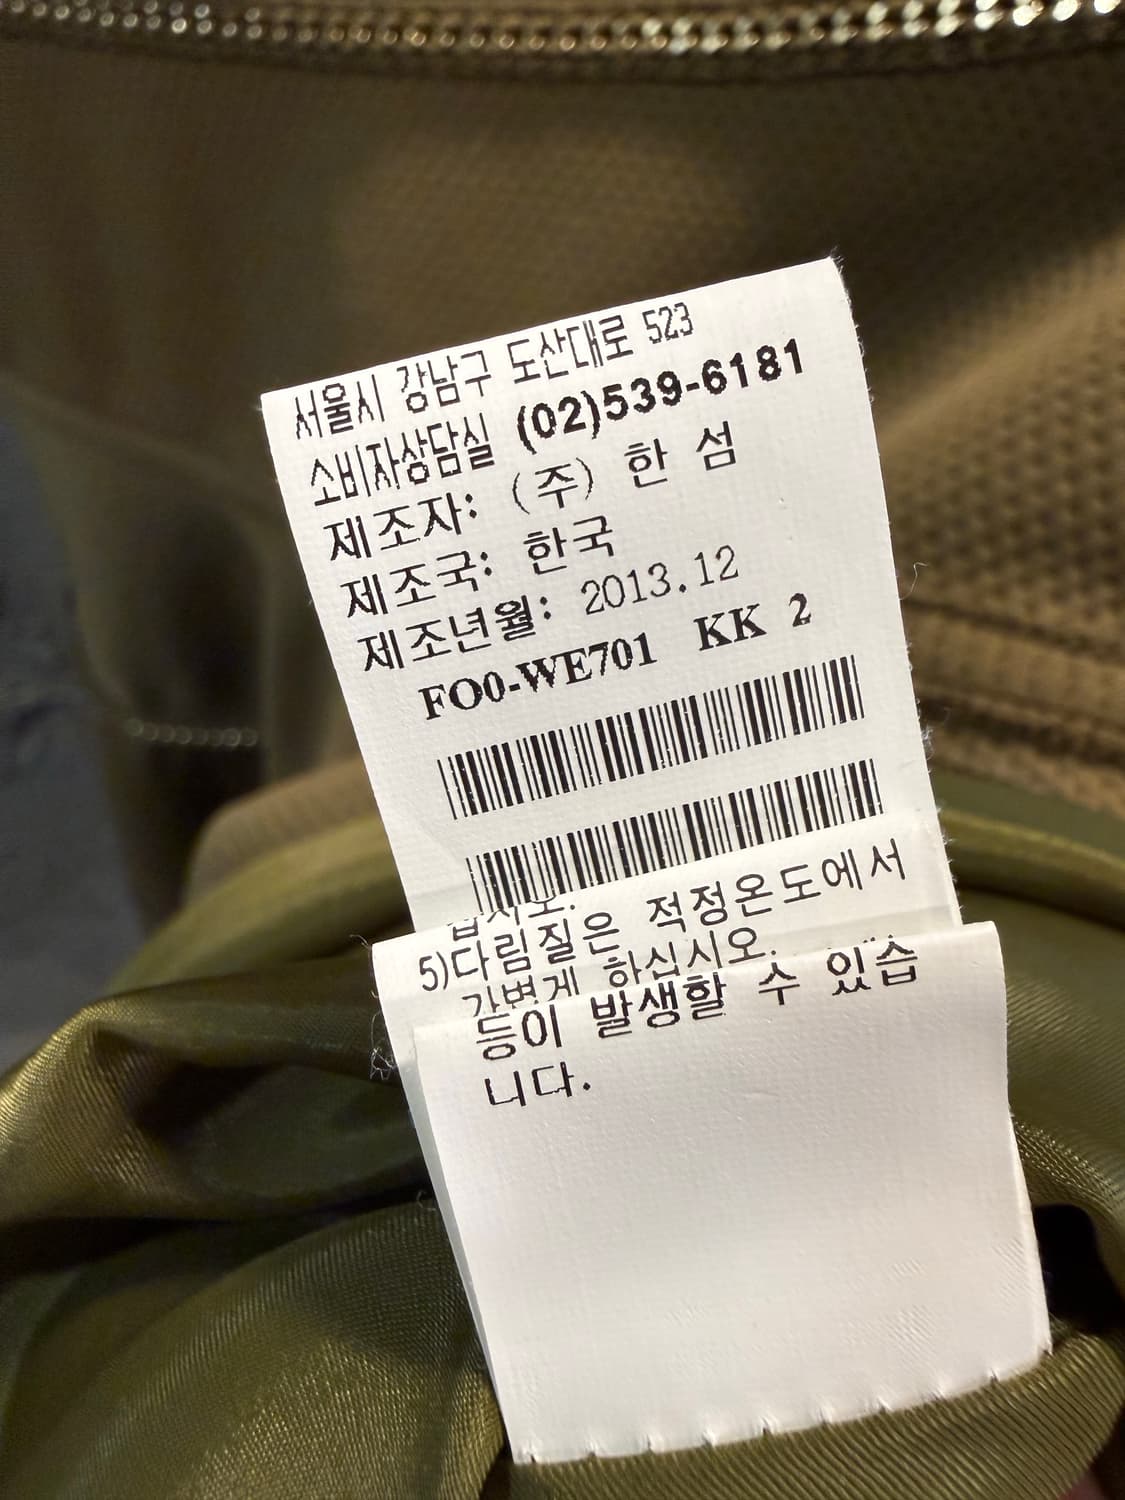 서울시 강남구 도산대로 523
소비자상담실 (02)539-6181
제조자: (주) 한 섬
제조국: 한국
제조년월: 2013.12
FO0-WE701 KK 2
십시오.
5)다림질은 적정온도에서
가볍게 하십시오.
등이 발생할 수 있습
니다.